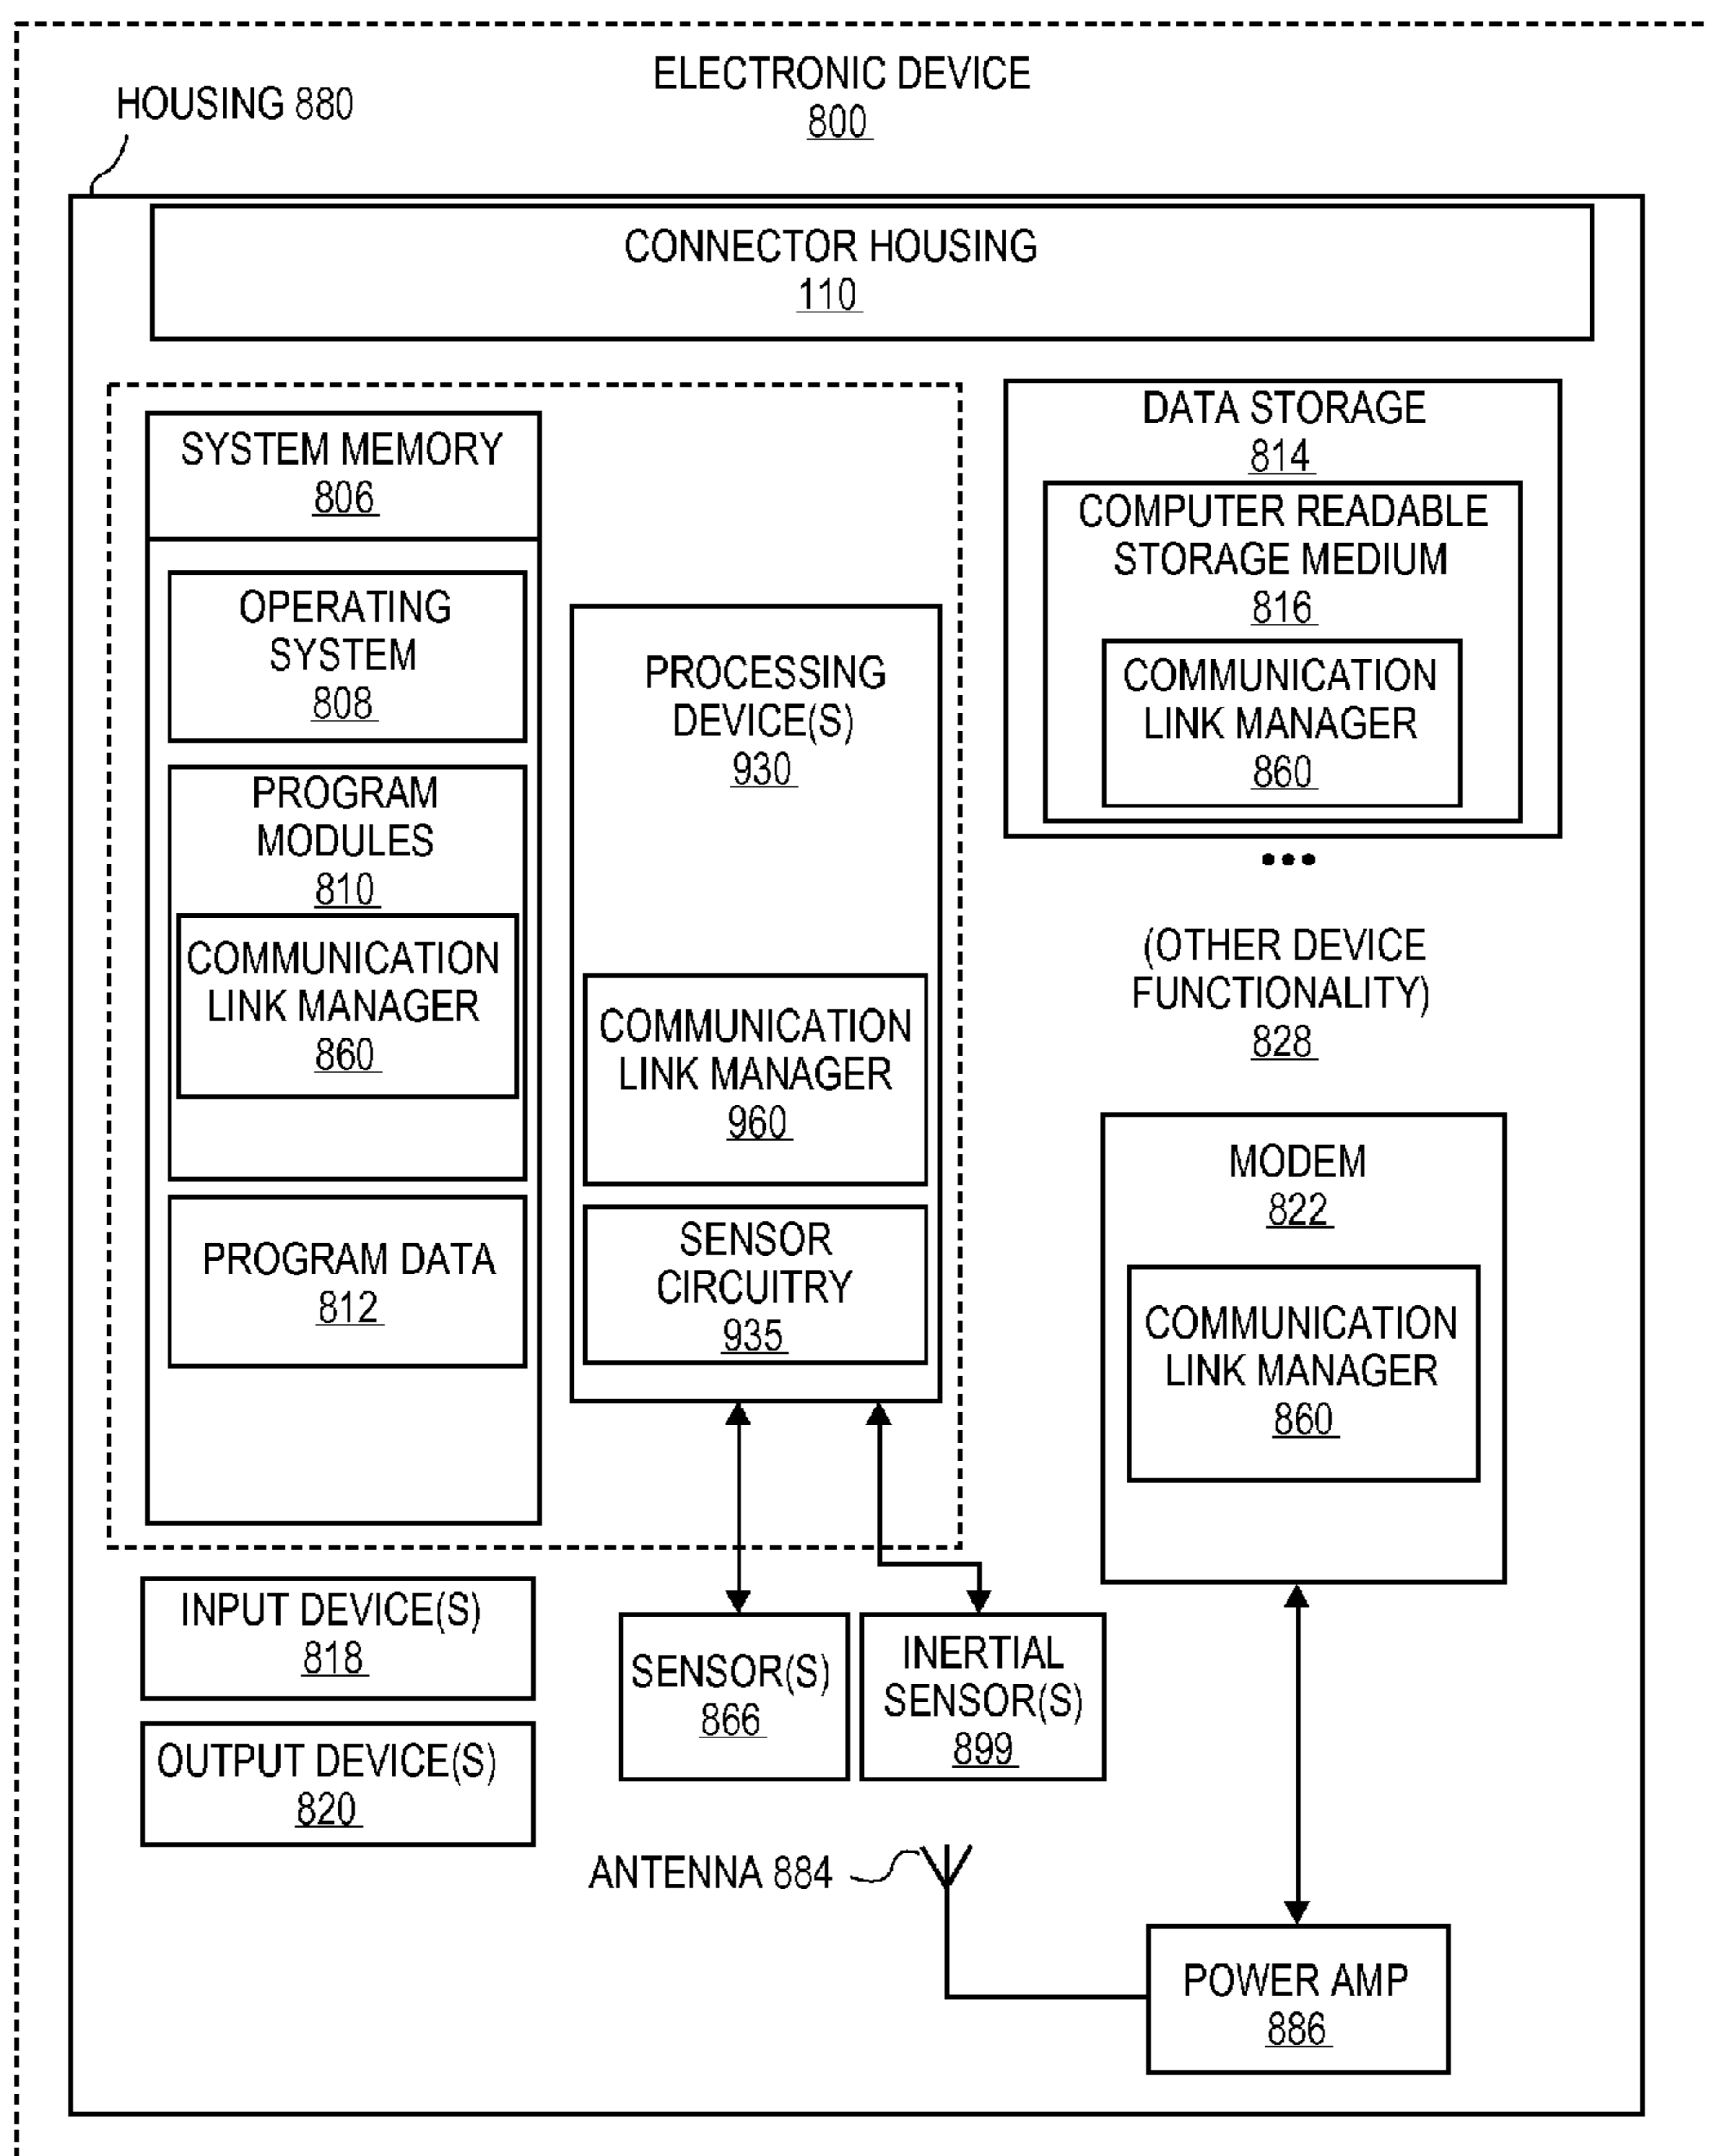 ELECTRONIC DEVICE
800
HOUSING 880
CONNECTOR HOUSING
110
SYSTEM MEMORY
806
OPERATING
SYSTEM
808
PROGRAM
MODULES
810
COMMUNICATION
LINK MANAGER
860
PROGRAM DATA
812
PROCESSING
DEVICE(S)
930
COMMUNICATION
LINK MANAGER
960
SENSOR
CIRCUITRY
935
DATA STORAGE
814
COMPUTER READABLE
STORAGE MEDIUM
816
COMMUNICATION
LINK MANAGER
860
•••
(OTHER DEVICE
FUNCTIONALITY)
828
MODEM
822
COMMUNICATION
LINK MANAGER
860
INPUT DEVICE(S)
818
OUTPUT DEVICE(S)
820
SENSOR(S)
866
INERTIAL
SENSOR(S)
899
ANTENNA 884
POWER AMP
886